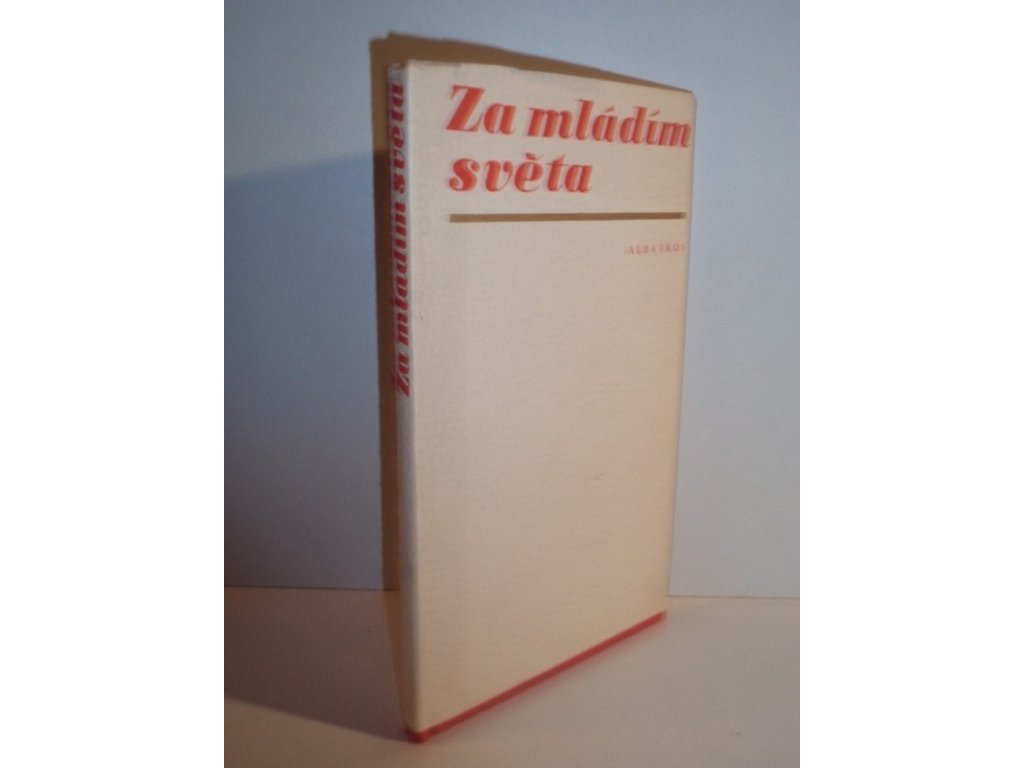 Za mládím
světa
ALBATROS
Za mládím světa